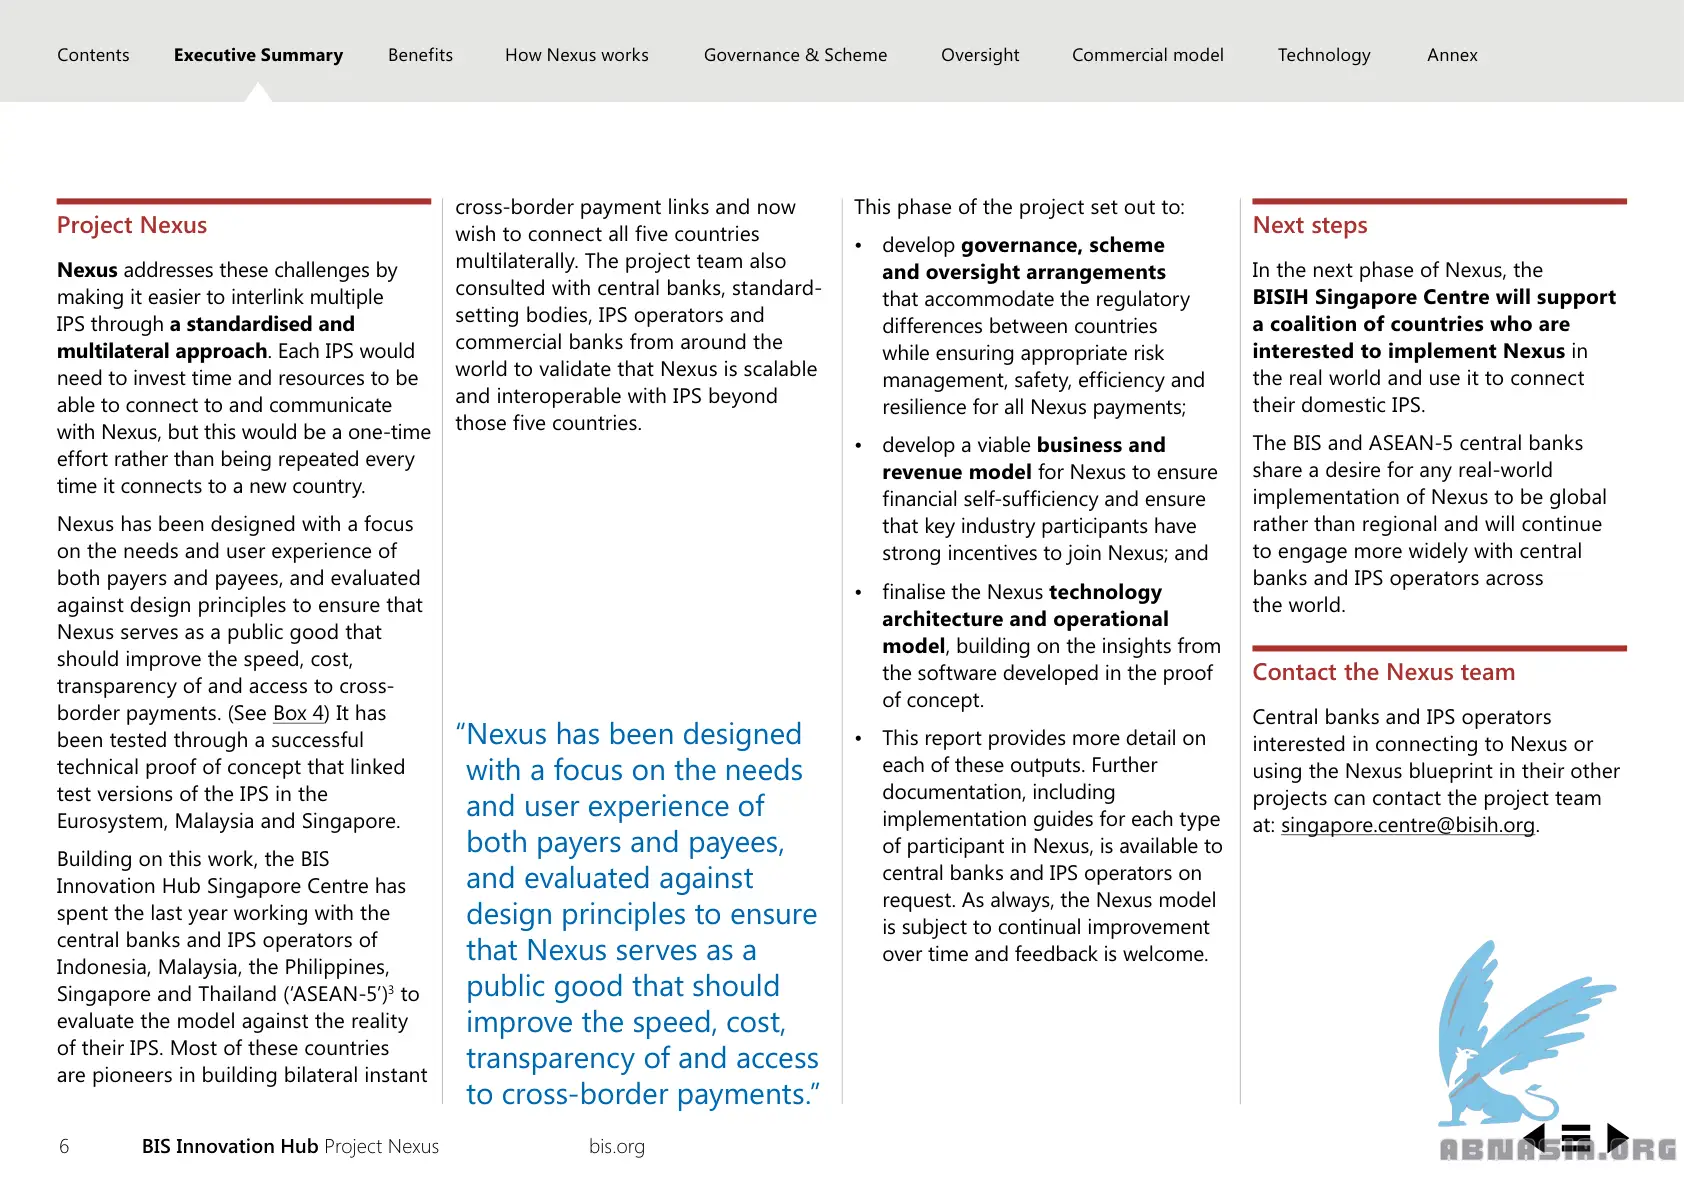 Contents Executive Summary Benefits How Nexus works Governance & Scheme Oversight Commercial model Technology Annex
Project Nexus
Nexus addresses these challenges by
making it easier to interlink multiple
IPS through a standardised and
multilateral approach. Each IPS would
need to invest time and resources to be
able to connect to and communicate
with Nexus, but this would be a one-time
effort rather than being repeated every
time it connects to a new country.
Nexus has been designed with a focus
on the needs and user experience of
both payers and payees, and evaluated
against design principles to ensure that
Nexus serves as a public good that
should improve the speed, cost,
transparency of and access to cross-
border payments. (See Box 4) It has
been tested through a successful
technical proof of concept that linked
test versions of the IPS in the
Eurosystem, Malaysia and Singapore.
Building on this work, the BIS
Innovation Hub Singapore Centre has
spent the last year working with the
central banks and IPS operators of
Indonesia, Malaysia, the Philippines,
Singapore and Thailand (‘ASEAN-5’)³ to
evaluate the model against the reality
of their IPS. Most of these countries
are pioneers in building bilateral instant
cross-border payment links and now
wish to connect all five countries
multilaterally. The project team also
consulted with central banks, standard-
setting bodies, IPS operators and
commercial banks from around the
world to validate that Nexus is scalable
and interoperable with IPS beyond
those five countries.
“Nexus has been designed
with a focus on the needs
and user experience of
both payers and payees,
and evaluated against
design principles to ensure
that Nexus serves as a
public good that should
improve the speed, cost,
transparency of and access
to cross-border payments.”
This phase of the project set out to:
• develop governance, scheme
and oversight arrangements
that accommodate the regulatory
differences between countries
while ensuring appropriate risk
management, safety, efficiency and
resilience for all Nexus payments;
• develop a viable business and
revenue model for Nexus to ensure
financial self-sufficiency and ensure
that key industry participants have
strong incentives to join Nexus; and
• finalise the Nexus technology
architecture and operational
model, building on the insights from
the software developed in the proof
of concept.
• This report provides more detail on
each of these outputs. Further
documentation, including
implementation guides for each type
of participant in Nexus, is available to
central banks and IPS operators on
request. As always, the Nexus model
is subject to continual improvement
over time and feedback is welcome.
Next steps
In the next phase of Nexus, the
BISIH Singapore Centre will support
a coalition of countries who are
interested to implement Nexus in
the real world and use it to connect
their domestic IPS.
The BIS and ASEAN-5 central banks
share a desire for any real-world
implementation of Nexus to be global
rather than regional and will continue
to engage more widely with central
banks and IPS operators across
the world.
Contact the Nexus team
Central banks and IPS operators
interested in connecting to Nexus or
using the Nexus blueprint in their other
projects can contact the project team
at: singapore.centre@bisih.org.
6 BIS Innovation Hub Project Nexus bis.org
ABNASIA.ORG